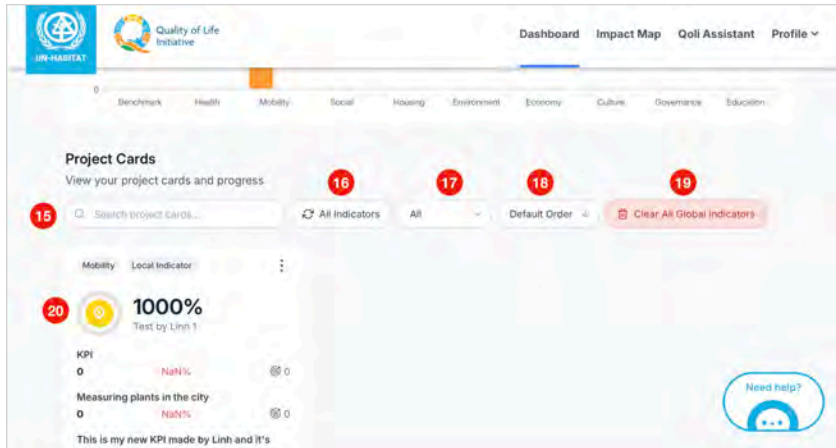 UN-HABITAT
Quality of Life
Initiative
Dashboard Impact Map Qoli Assistant Profile
0
Benchmark Health Mobility Social Housing Environment Economy Culture Governance Education
Project Cards
View your project cards and progress
16 17 18 19
15 Search project cards... All Indicators All Default Order Clear All Global Indicators
Mobility Local Indicator
20 1000%
Test by Linn 1
KPI
0 NaN% 0
Measuring plants in the city
0 NaN% 0
Need help?
This is my new KPI made by Linh and it's